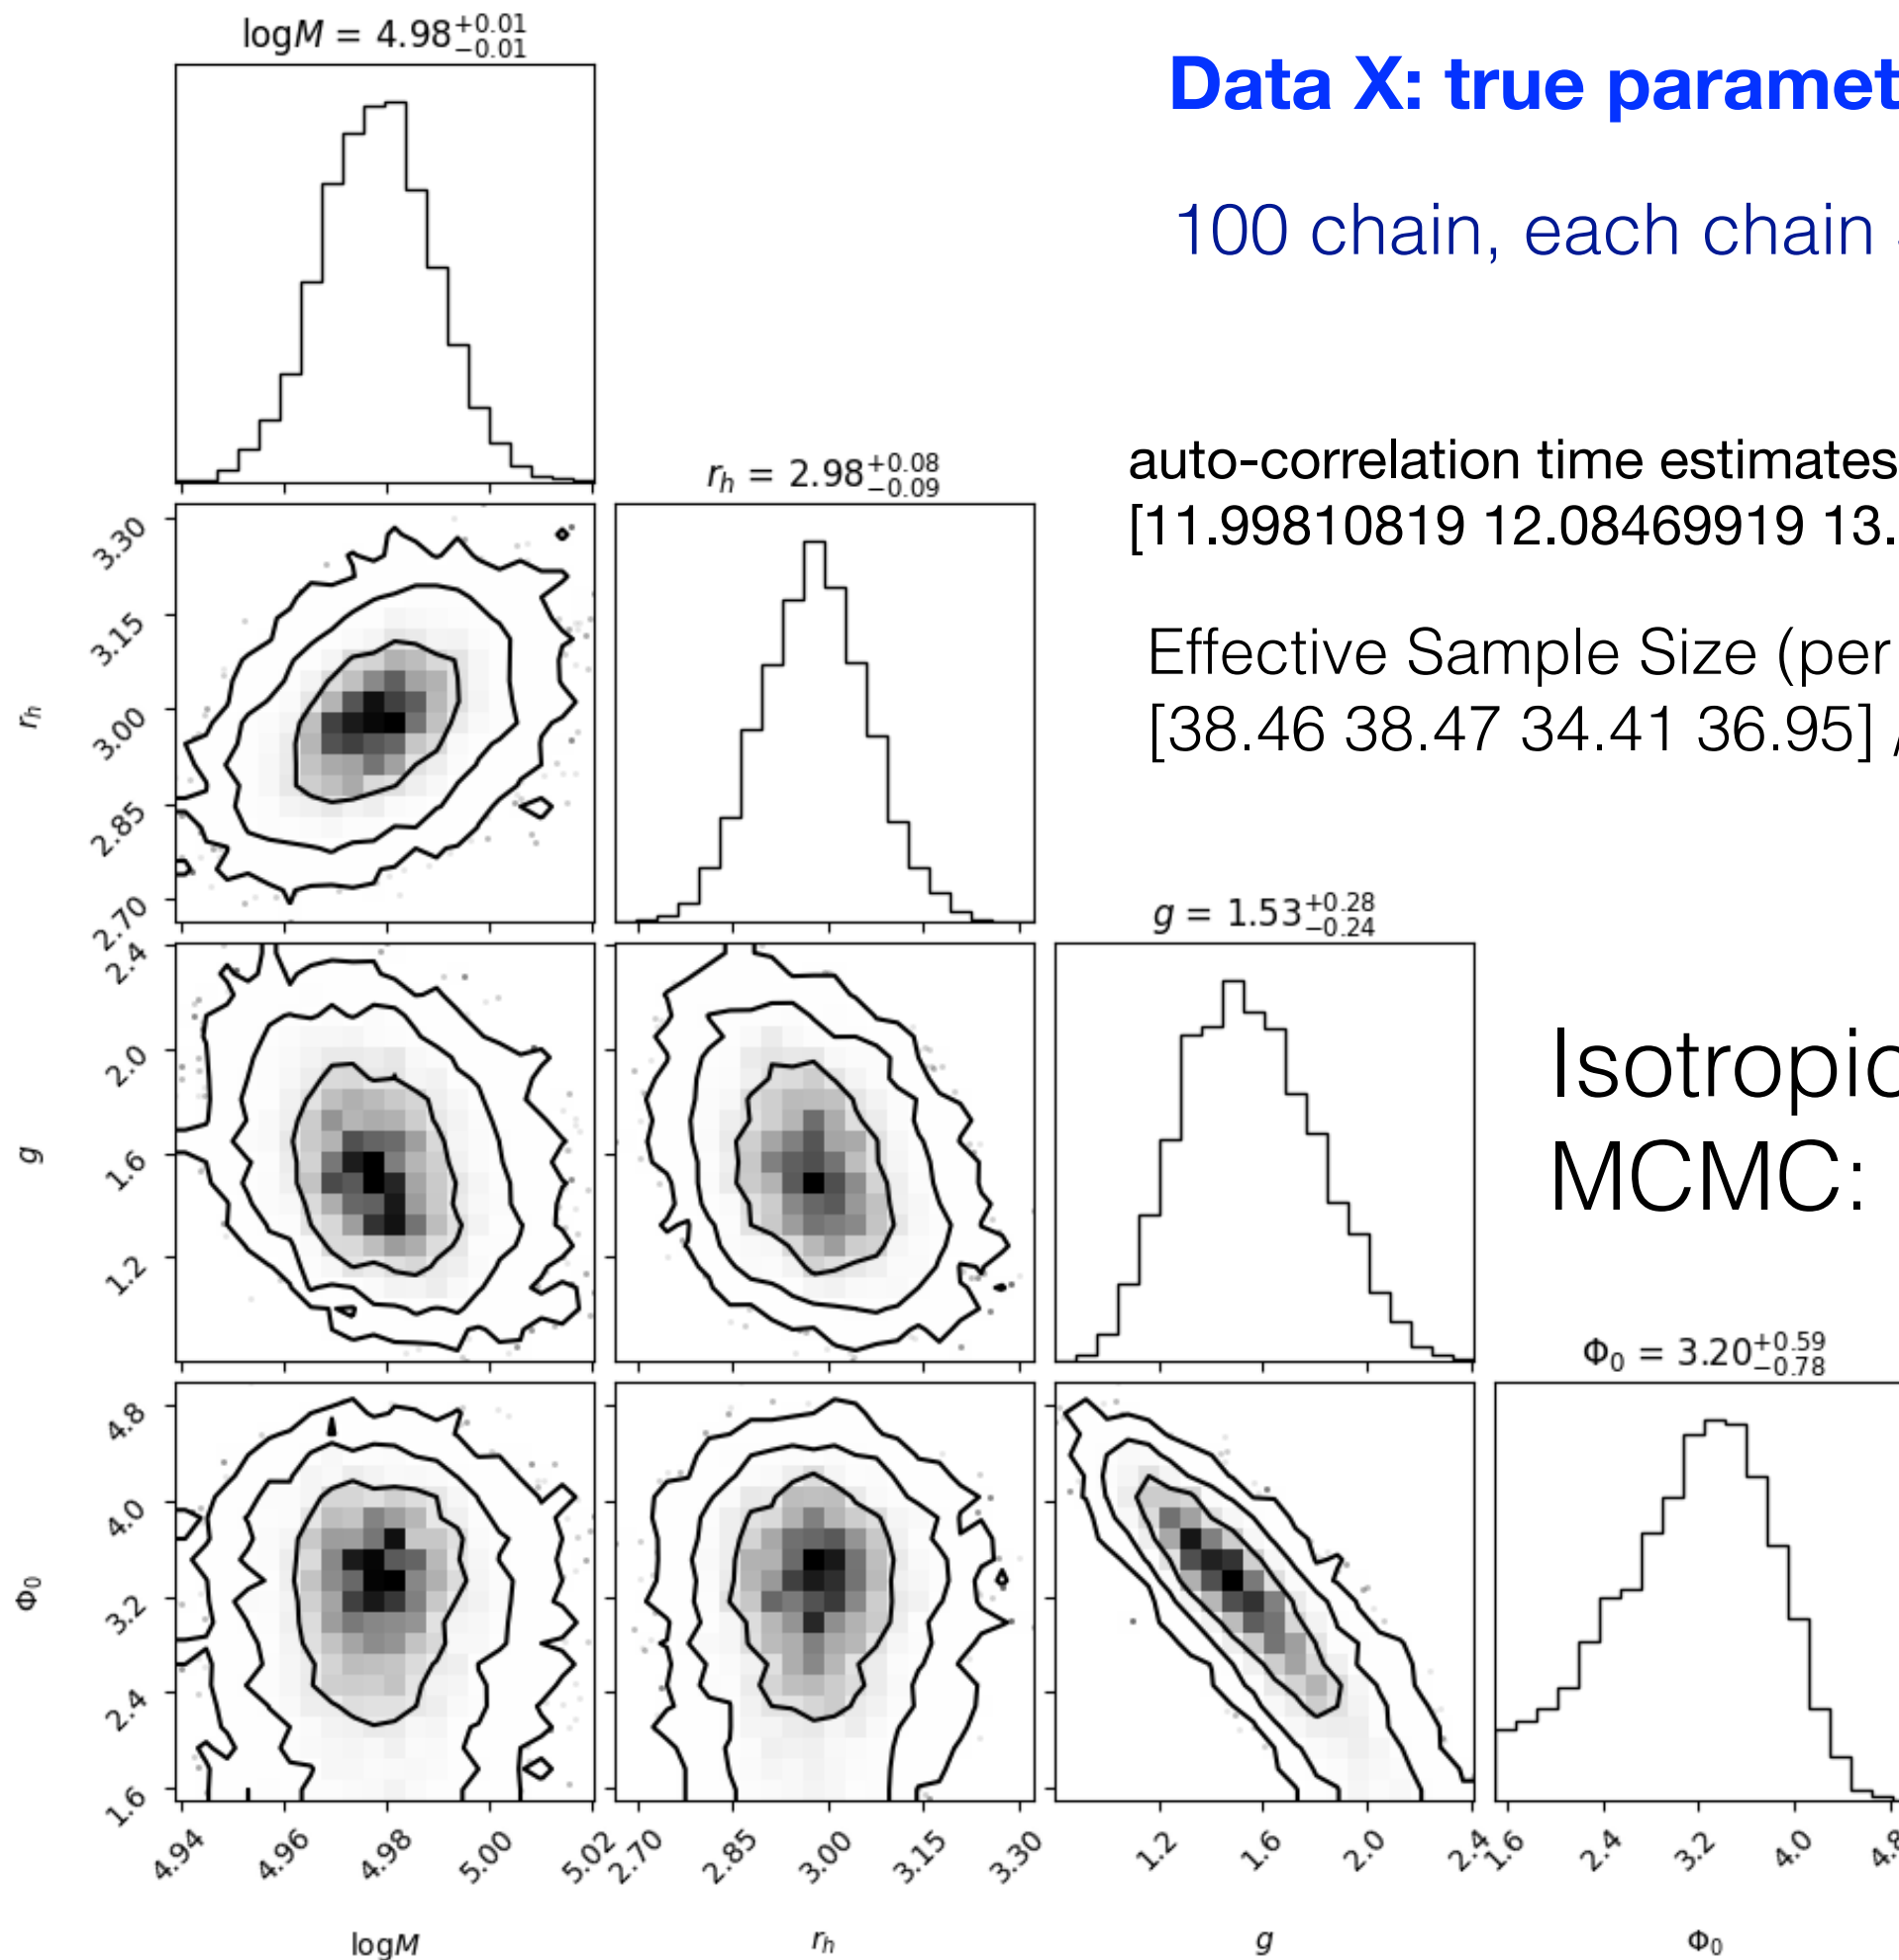 logM = 4.98 +0.01 −0.01
Data X: true paramet
100 chain, each chain
r_h = 2.98 +0.08 −0.09
auto-correlation time estimates
[11.99810819 12.08469919 13.
Effective Sample Size (per
[38.46 38.47 34.41 36.95] /
r_h
3.30
3.15
3.00
2.85
2.70
g = 1.53 +0.28 −0.24
g
2.4
2.0
1.6
1.2
Isotropic
MCMC:
Φ₀ = 3.20 +0.59 −0.78
Φ₀
4.8
4.0
3.2
2.4
1.6
4.94 4.96 4.98 5.00 5.02 2.70 2.85 3.00 3.15 3.30 1.2 1.6 2.0 2.4 1.6 2.4 3.2 4.0 4.8
logM r_h g Φ₀